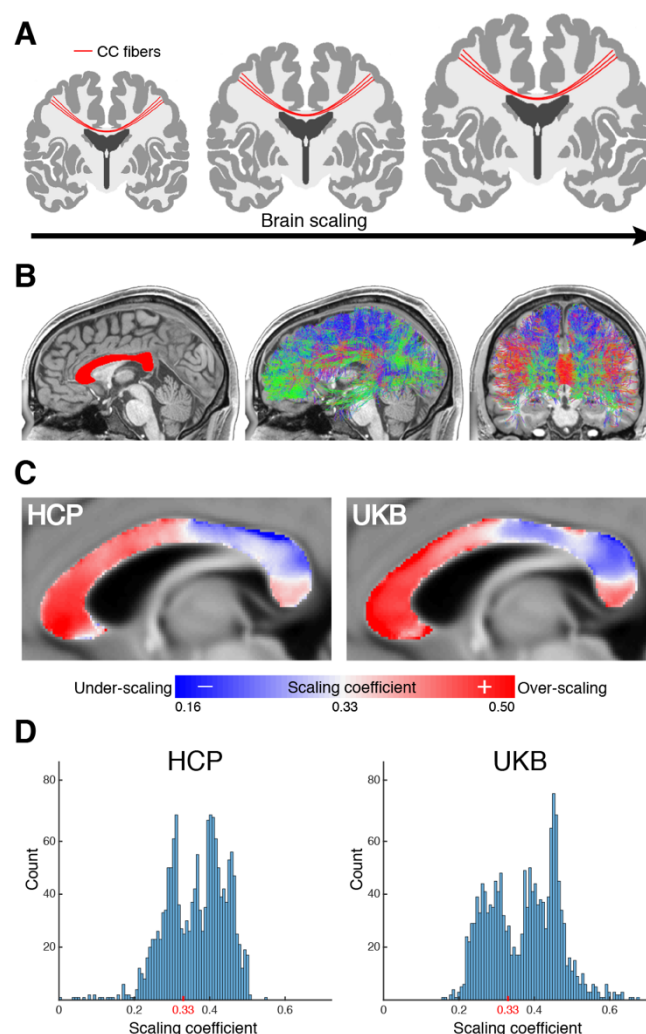 A
CC fibers
Brain scaling
B
C
HCP
UKB
Under-scaling
−
Scaling coefficient
+
Over-scaling
0.16
0.33
0.50
D
HCP
UKB
80
60
40
20
Count
0
0.2
0.33
0.4
0.6
Scaling coefficient
80
60
40
20
Count
0
0.2
0.33
0.4
0.6
Scaling coefficient